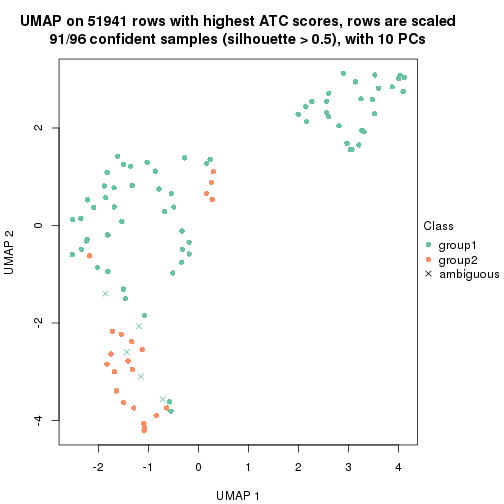 UMAP on 51941 rows with highest ATC scores, rows are scaled
91/96 confident samples (silhouette > 0.5), with 10 PCs
2
0
-2
-4
UMAP 2
-2
-1
0
1
2
3
4
UMAP 1
Class
group1
group2
ambiguous